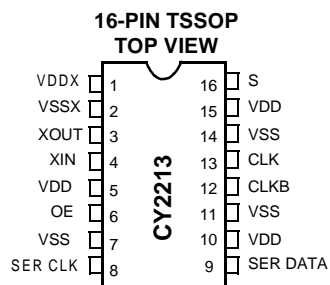 16-PIN TSSOP
TOP VIEW
VDDX 1 16 S
VSSX 2 15 VDD
XOUT 3 14 VSS
XIN 4 13 CLK
VDD 5 12 CLKB
OE 6 11 VSS
VSS 7 10 VDD
SER CLK 8 9 SER DATA
CY2213